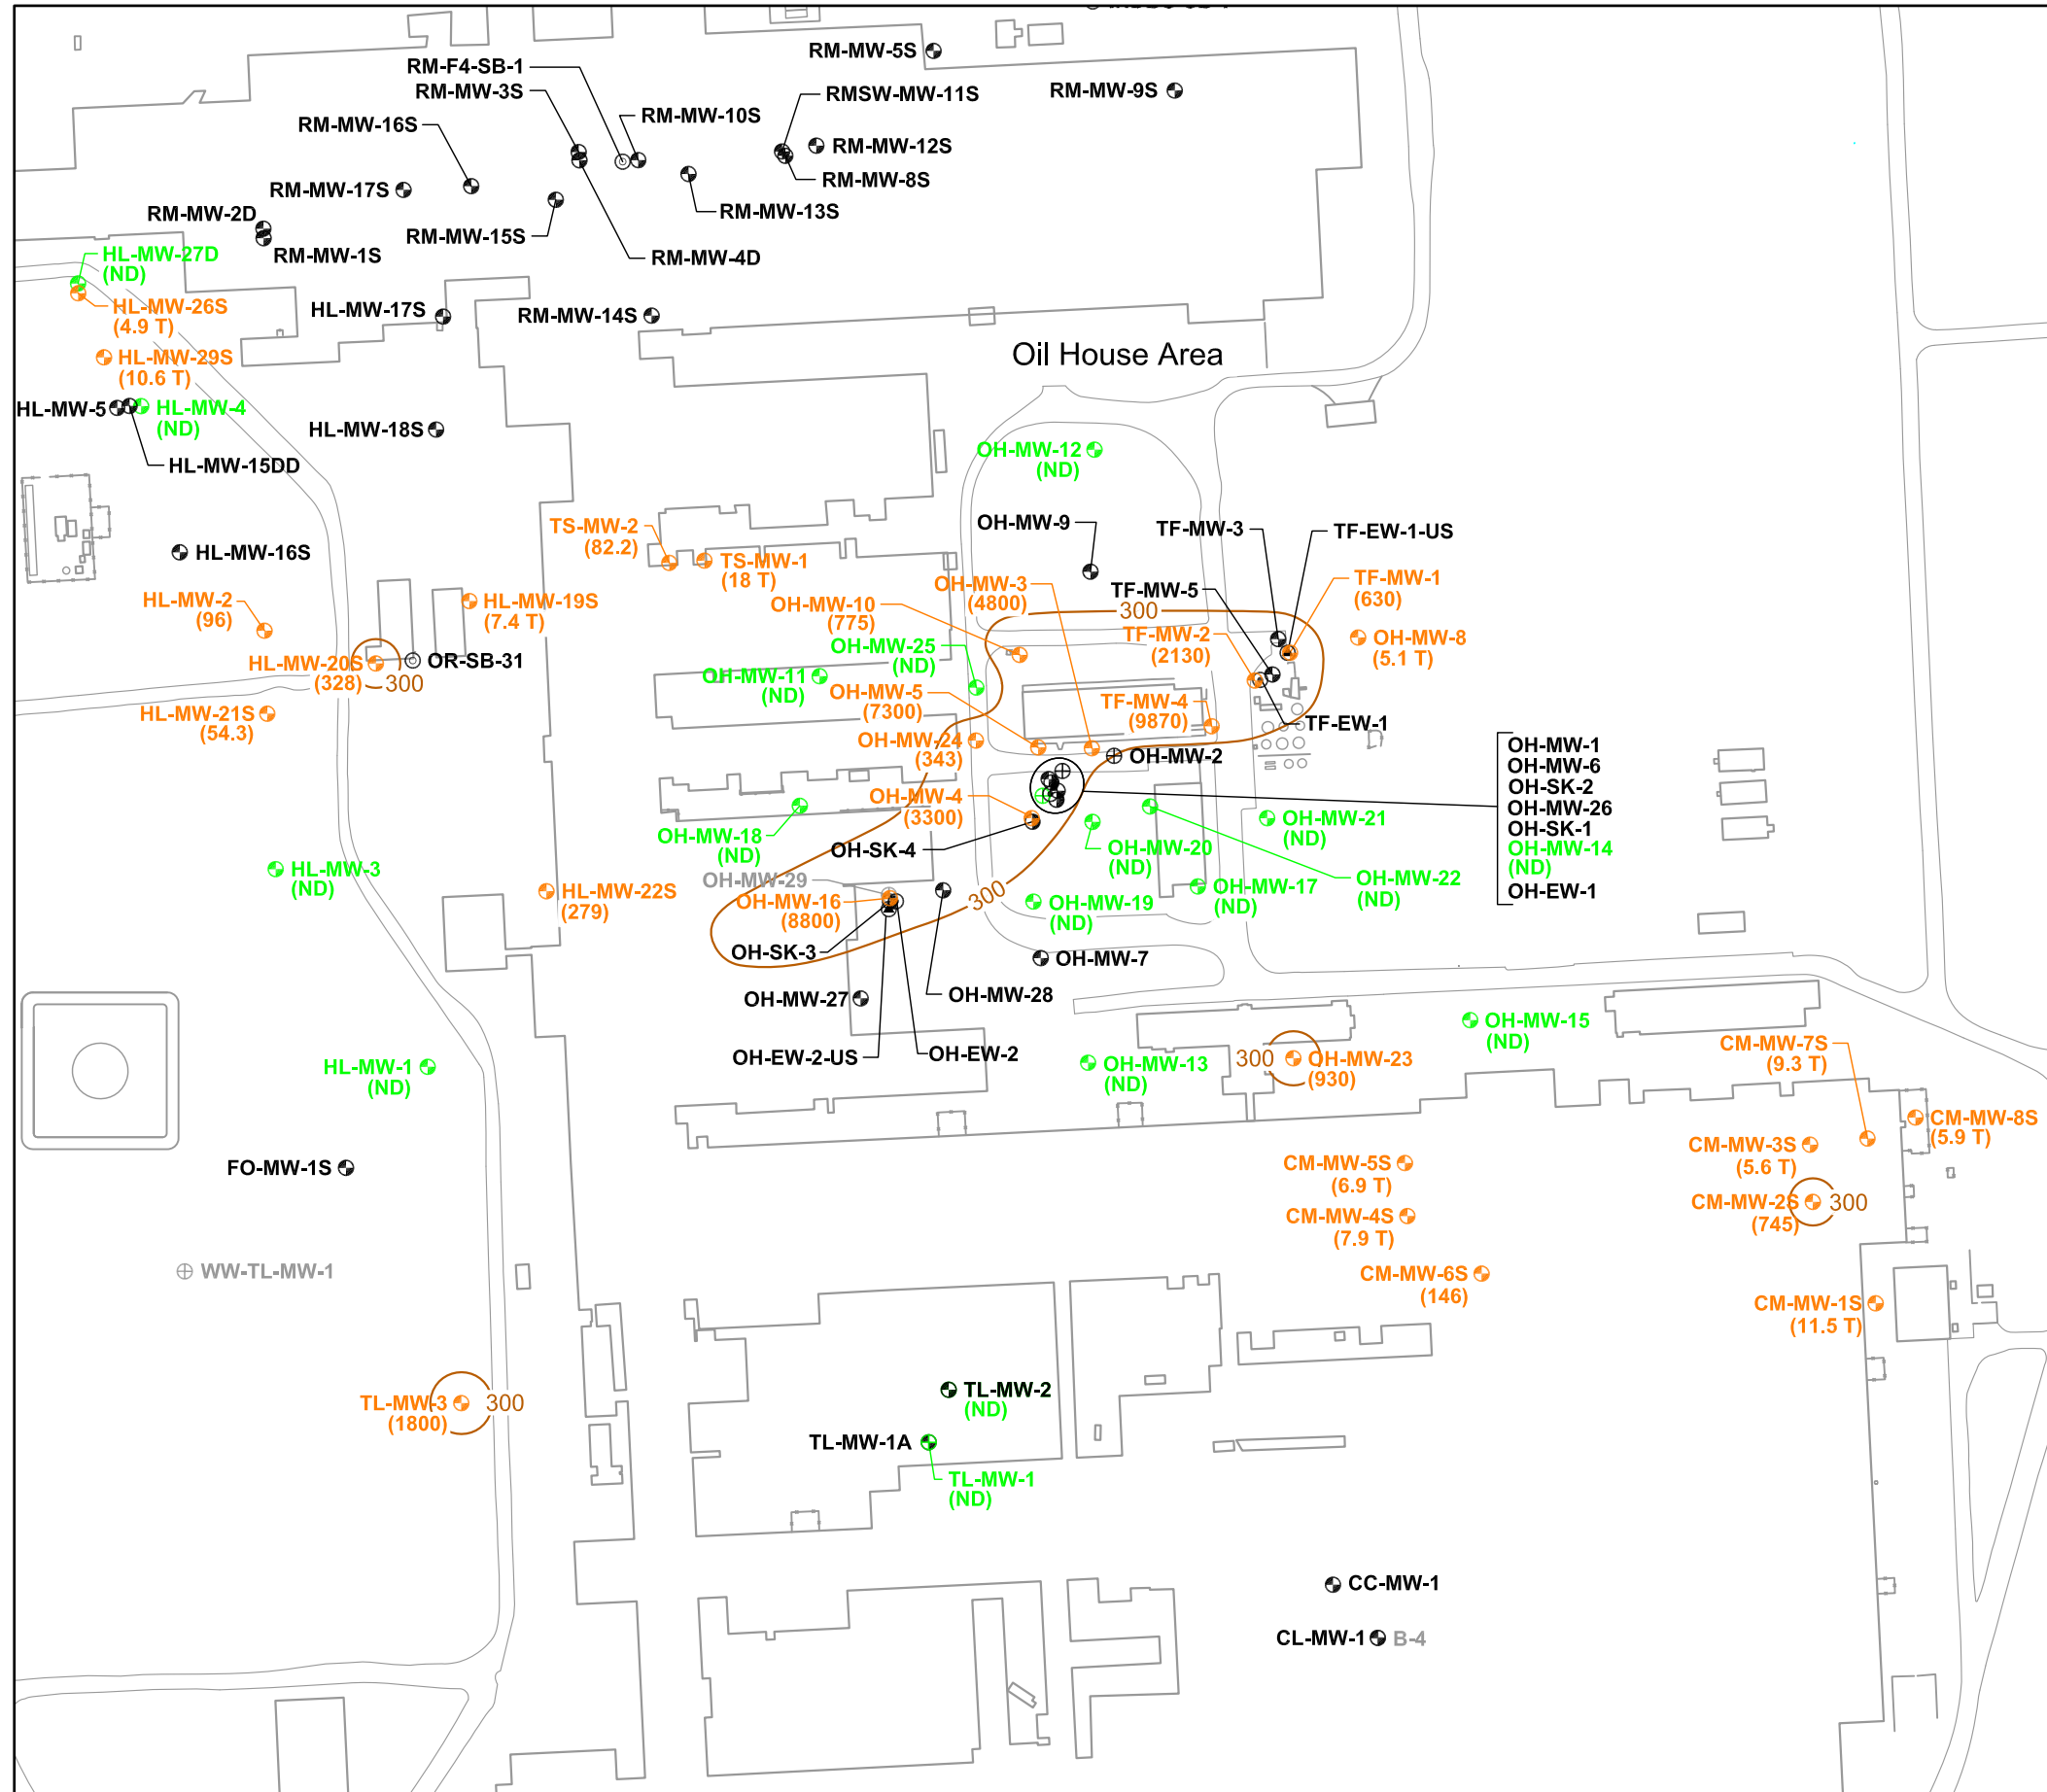 RM-MW-5S
RM-F4-SB-1
RM-MW-3S
RMSW-MW-11S
RM-MW-9S
RM-MW-10S
RM-MW-16S
RM-MW-12S
RM-MW-17S
RM-MW-8S
RM-MW-2D
RM-MW-13S
RM-MW-15S
RM-MW-1S
RM-MW-4D
HL-MW-27D
(ND)
HL-MW-26S
(4.9 T)
HL-MW-17S
RM-MW-14S
HL-MW-29S
(10.6 T)
Oil House Area
HL-MW-5
HL-MW-4
(ND)
HL-MW-18S
HL-MW-15DD
OH-MW-12
(ND)
TS-MW-2
(82.2)
OH-MW-9
TF-MW-3
TF-EW-1-US
HL-MW-16S
TS-MW-1
(18 T)
OH-MW-3
(4800)
TF-MW-5
TF-MW-1
(630)
HL-MW-2
(96)
HL-MW-19S
(7.4 T)
OH-MW-10
(775)
300
TF-MW-2
(2130)
OH-MW-8
(5.1 T)
OH-MW-25
(ND)
HL-MW-20S
(328)
OR-SB-31
300
OH-MW-11
(ND)
OH-MW-5
(7300)
TF-MW-4
(9870)
HL-MW-21S
(54.3)
TF-EW-1
OH-MW-24
(343)
OH-MW-2
OH-MW-1
OH-MW-6
OH-SK-2
OH-MW-26
OH-SK-1
OH-MW-14
(ND)
OH-EW-1
OH-MW-4
(3300)
OH-MW-18
(ND)
OH-SK-4
OH-MW-20
(ND)
OH-MW-21
(ND)
HL-MW-3
(ND)
OH-MW-29
OH-MW-22
(ND)
HL-MW-22S
(279)
OH-MW-16
(8800)
300
OH-MW-19
(ND)
OH-MW-17
(ND)
OH-SK-3
OH-MW-7
OH-MW-27
OH-MW-28
OH-MW-15
(ND)
OH-EW-2-US
OH-EW-2
OH-MW-13
(ND)
300
OH-MW-23
(930)
CM-MW-7S
(9.3 T)
HL-MW-1
(ND)
CM-MW-8S
(5.9 T)
FO-MW-1S
CM-MW-5S
(6.9 T)
CM-MW-3S
(5.6 T)
CM-MW-4S
(7.9 T)
CM-MW-2S
(745)
300
WW-TL-MW-1
CM-MW-6S
(146)
CM-MW-1S
(11.5 T)
TL-MW-3
(1800)
300
TL-MW-2
(ND)
TL-MW-1A
TL-MW-1
(ND)
CC-MW-1
CL-MW-1
B-4